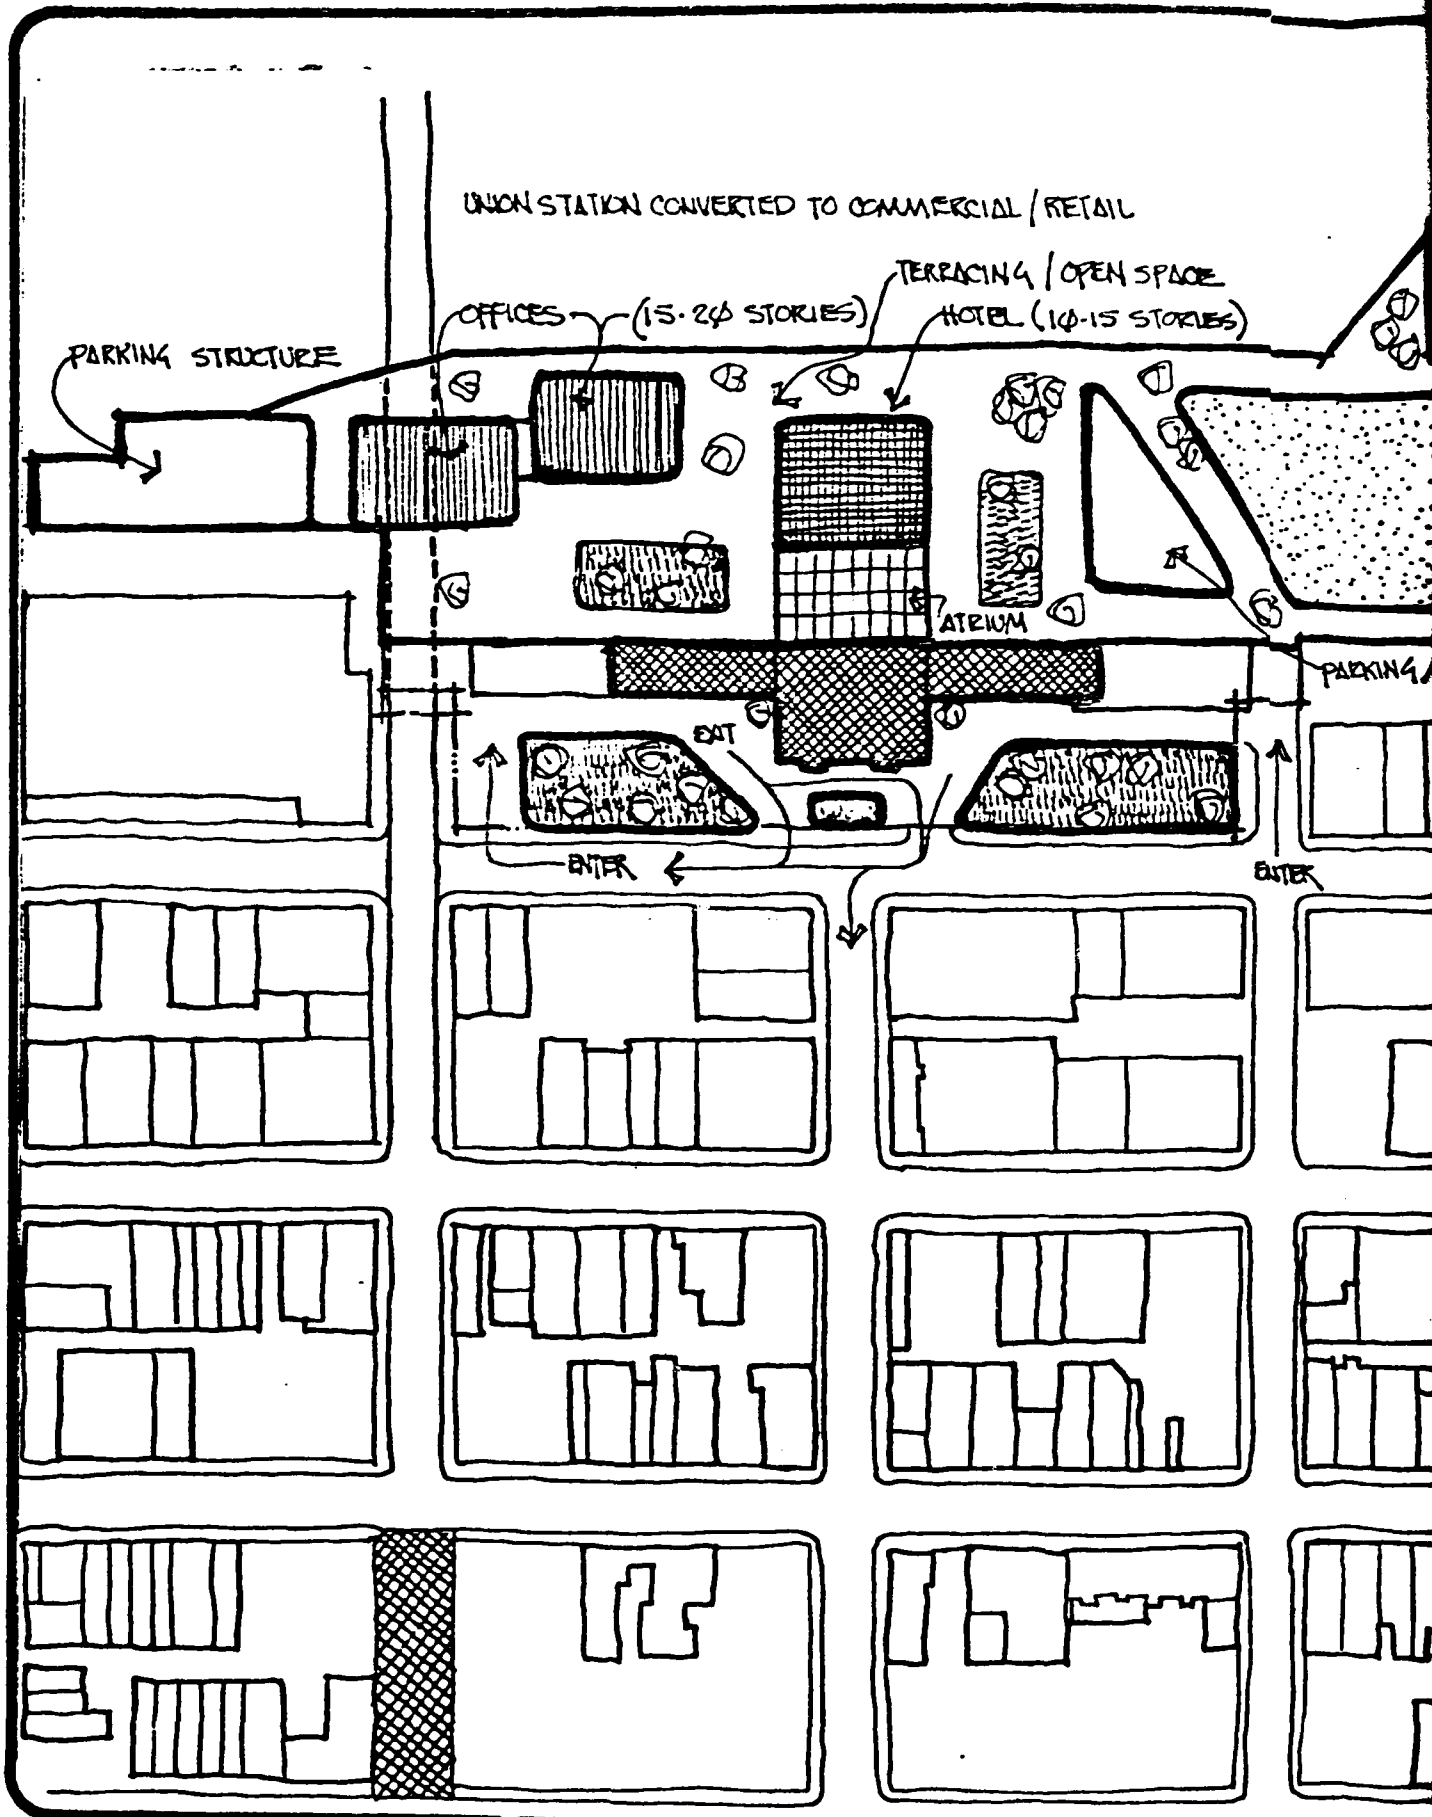 UNION STATION CONVERTED TO COMMERCIAL / RETAIL
TERRACING / OPEN SPACE
OFFICES (15-20 STORIES)
HOTEL (10-15 STORIES)
PARKING STRUCTURE
ATRIUM
PARKING /
EXIT
ENTER
ENTER